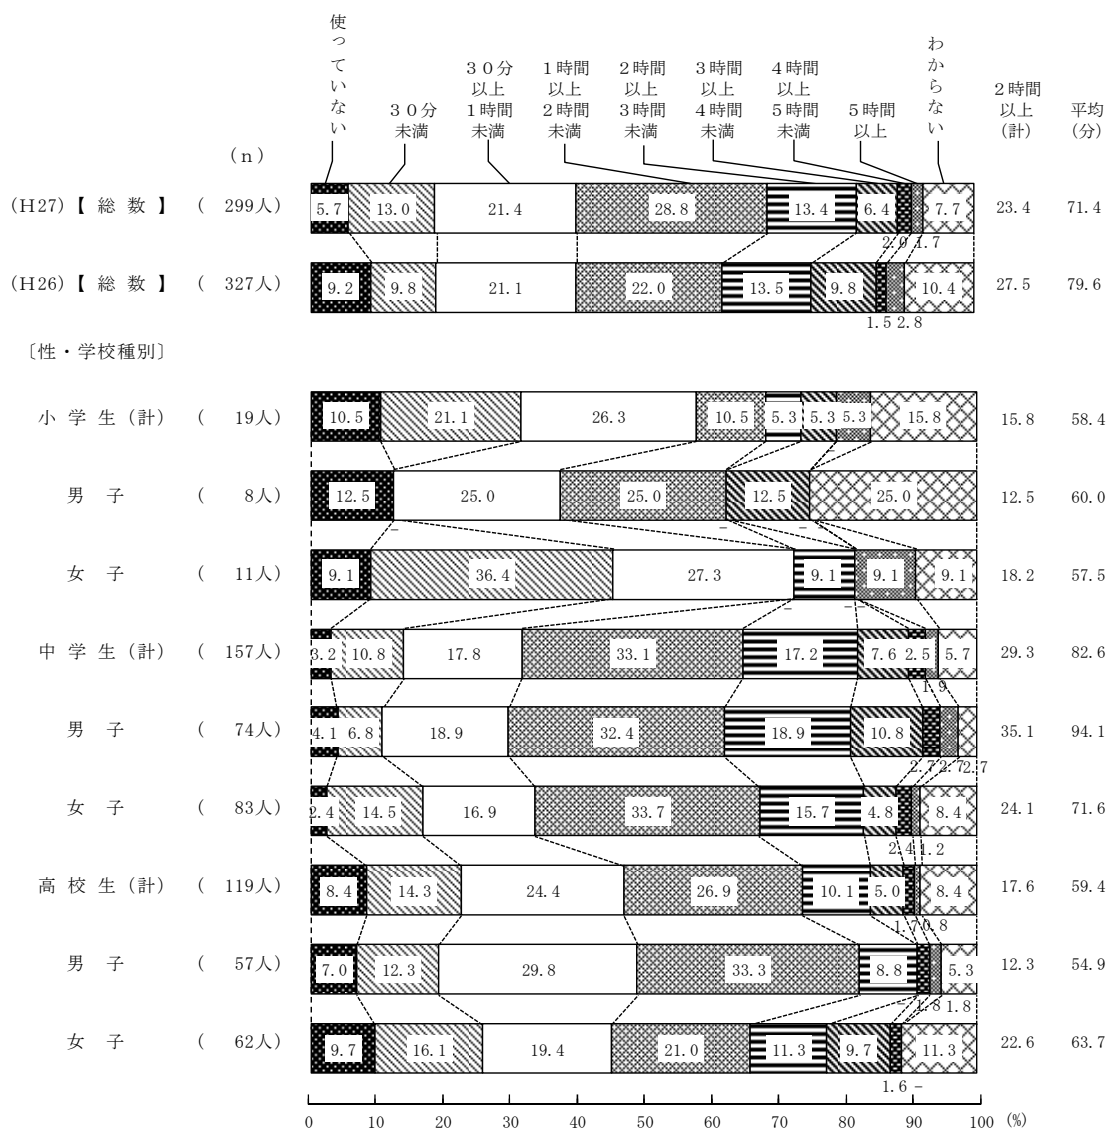 使っていない
３０分
未満
３０分
以上
１時間
未満
１時間
以上
２時間
未満
２時間
以上
３時間
未満
３時間
以上
４時間
未満
４時間
以上
５時間
未満
５時間
以上
わからない
２時間
以上
(計)
平均
(分)
(ｎ)
(H27)【 総 数 】 ( 299人) 5.7 13.0 21.4 28.8 13.4 6.4 7.7 23.4 71.4
2.0 1.7
(H26)【 総 数 】 ( 327人) 9.2 9.8 21.1 22.0 13.5 9.8 10.4 27.5 79.6
1.5 2.8
〔性・学校種別〕
小 学 生 (計) ( 19人) 10.5 21.1 26.3 10.5 5.3 5.3 5.3 15.8 15.8 58.4
－
男 子 ( 8人) 12.5 25.0 25.0 12.5 25.0 12.5 60.0
－ － － －
女 子 ( 11人) 9.1 36.4 27.3 9.1 9.1 9.1 18.2 57.5
－ － －
中 学 生 (計) ( 157人) 3.2 10.8 17.8 33.1 17.2 7.6 2.5 5.7 29.3 82.6
1.9
男 子 ( 74人) 4.1 6.8 18.9 32.4 18.9 10.8 35.1 94.1
2.7 2.7 2.7
女 子 ( 83人) 2.4 14.5 16.9 33.7 15.7 4.8 8.4 24.1 71.6
2.4 1.2
高 校 生 (計) ( 119人) 8.4 14.3 24.4 26.9 10.1 5.0 8.4 17.6 59.4
1.7 0.8
男 子 ( 57人) 7.0 12.3 29.8 33.3 8.8 5.3 12.3 54.9
－ 1.8 1.8
女 子 ( 62人) 9.7 16.1 19.4 21.0 11.3 9.7 11.3 22.6 63.7
1.6 －
0 10 20 30 40 50 60 70 80 90 100 (%)